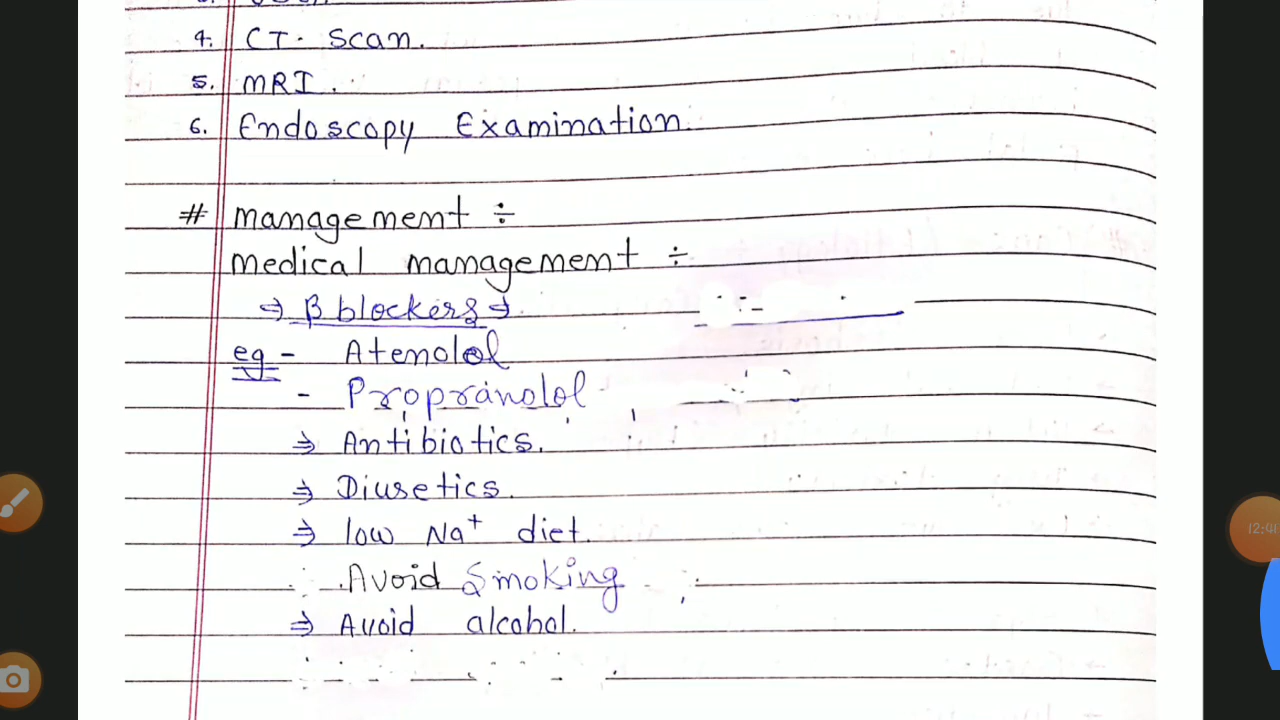 4. CT. Scan.
5. MRI.
6. Endoscopy Examination.
# management ÷
medical management ÷
⇒ β blockers →
eg - Atenolol
- Propranolol
⇒ Antibiotics.
⇒ Diuretics.
⇒ low Na⁺ diet.
Avoid Smoking
⇒ Avoid alcohol.